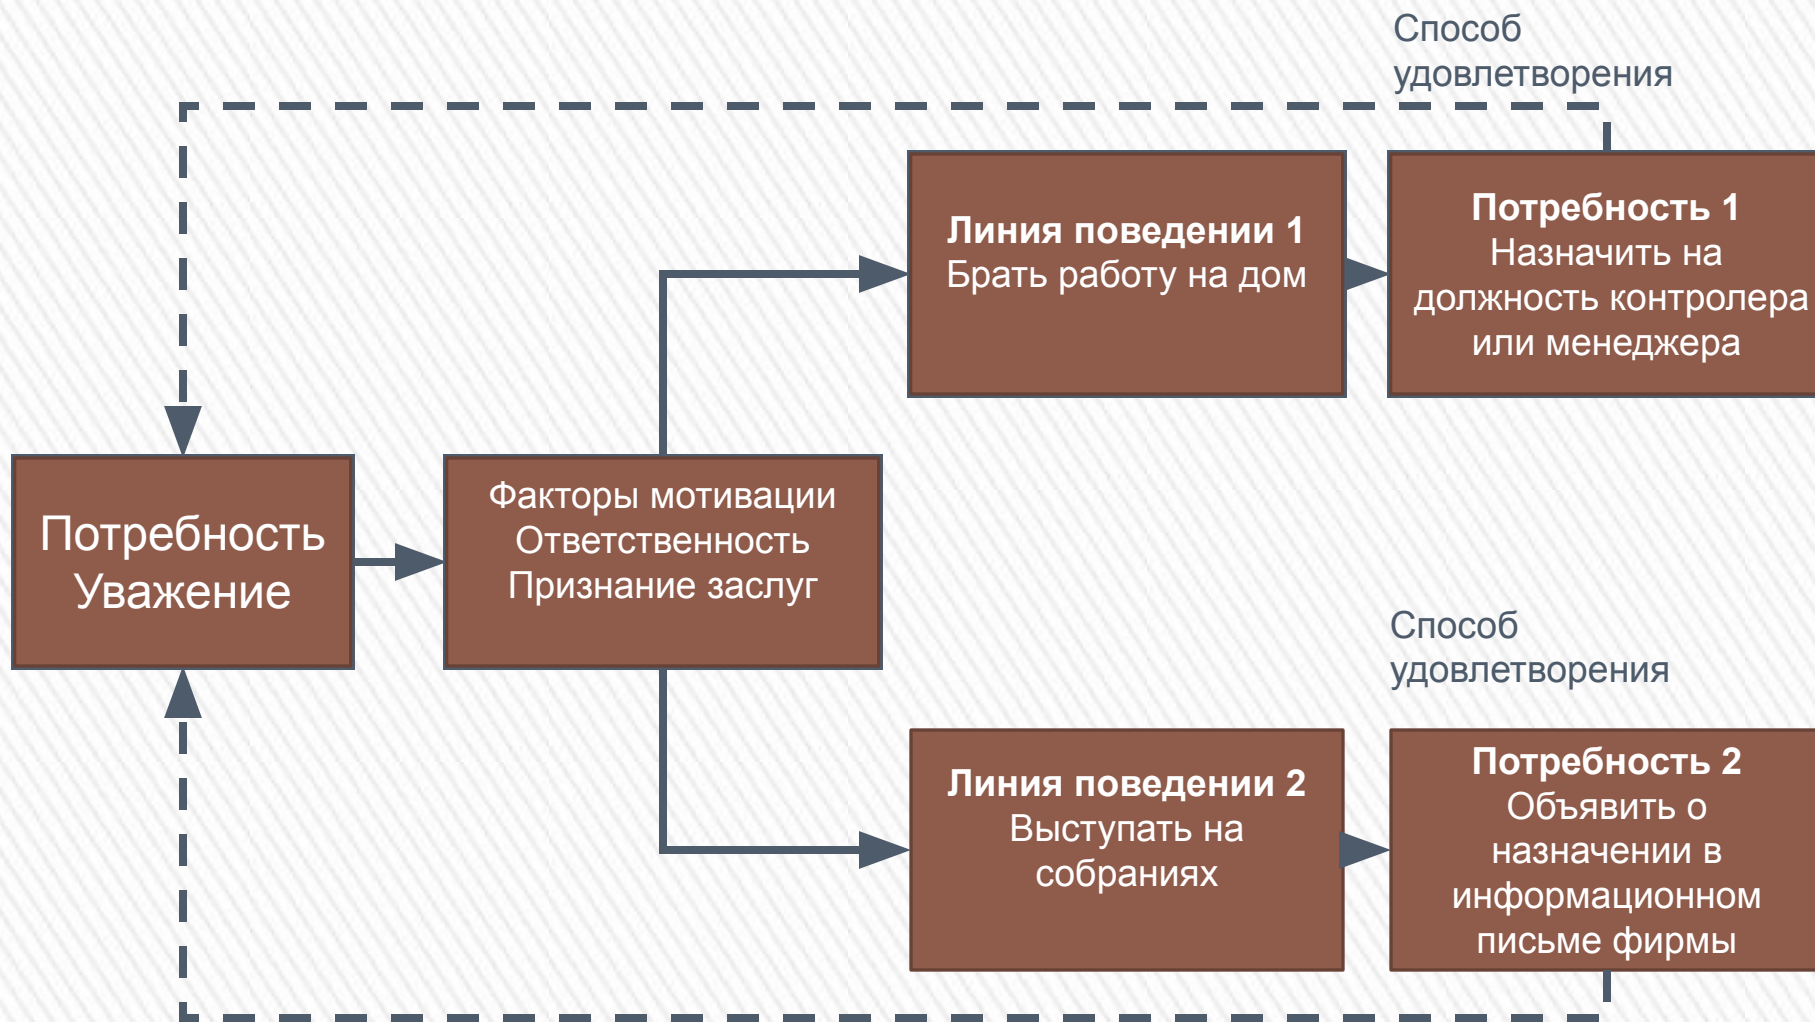 Способ
удовлетворения
Линия поведении 1
Брать работу на дом
Потребность 1
Назначить на
должность контролера
или менеджера
Потребность
Уважение
Факторы мотивации
Ответственность
Признание заслуг
Способ
удовлетворения
Линия поведении 2
Выступать на
собраниях
Потребность 2
Объявить о
назначении в
информационном
письме фирмы